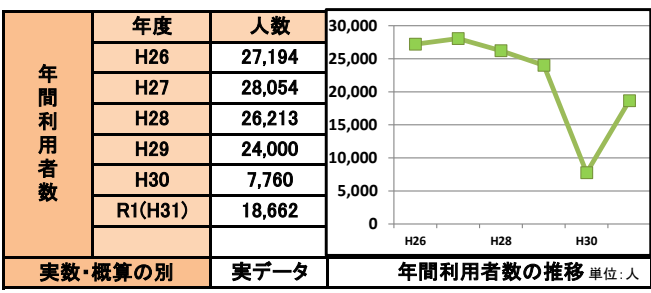 年間利用者数
年度 人数
H26 27,194
H27 28,054
H28 26,213
H29 24,000
H30 7,760
R1(H31) 18,662
実数・概算の別 実データ
30,000
25,000
20,000
15,000
10,000
5,000
0
H26 H28 H30
年間利用者数の推移 単位:人